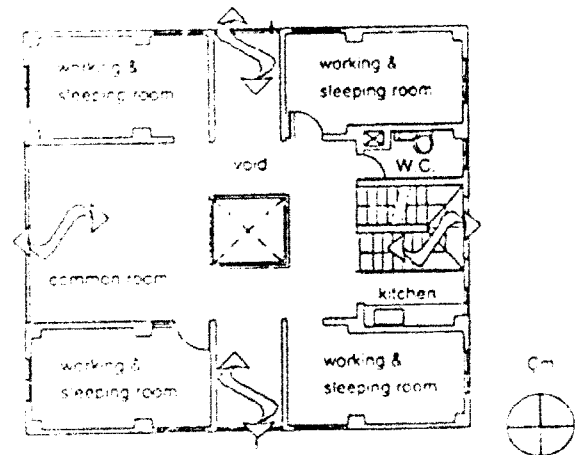 working &
sleeping room
working &
sleeping room
W.C.
void
common room
kitchen
working &
sleeping room
working &
sleeping room